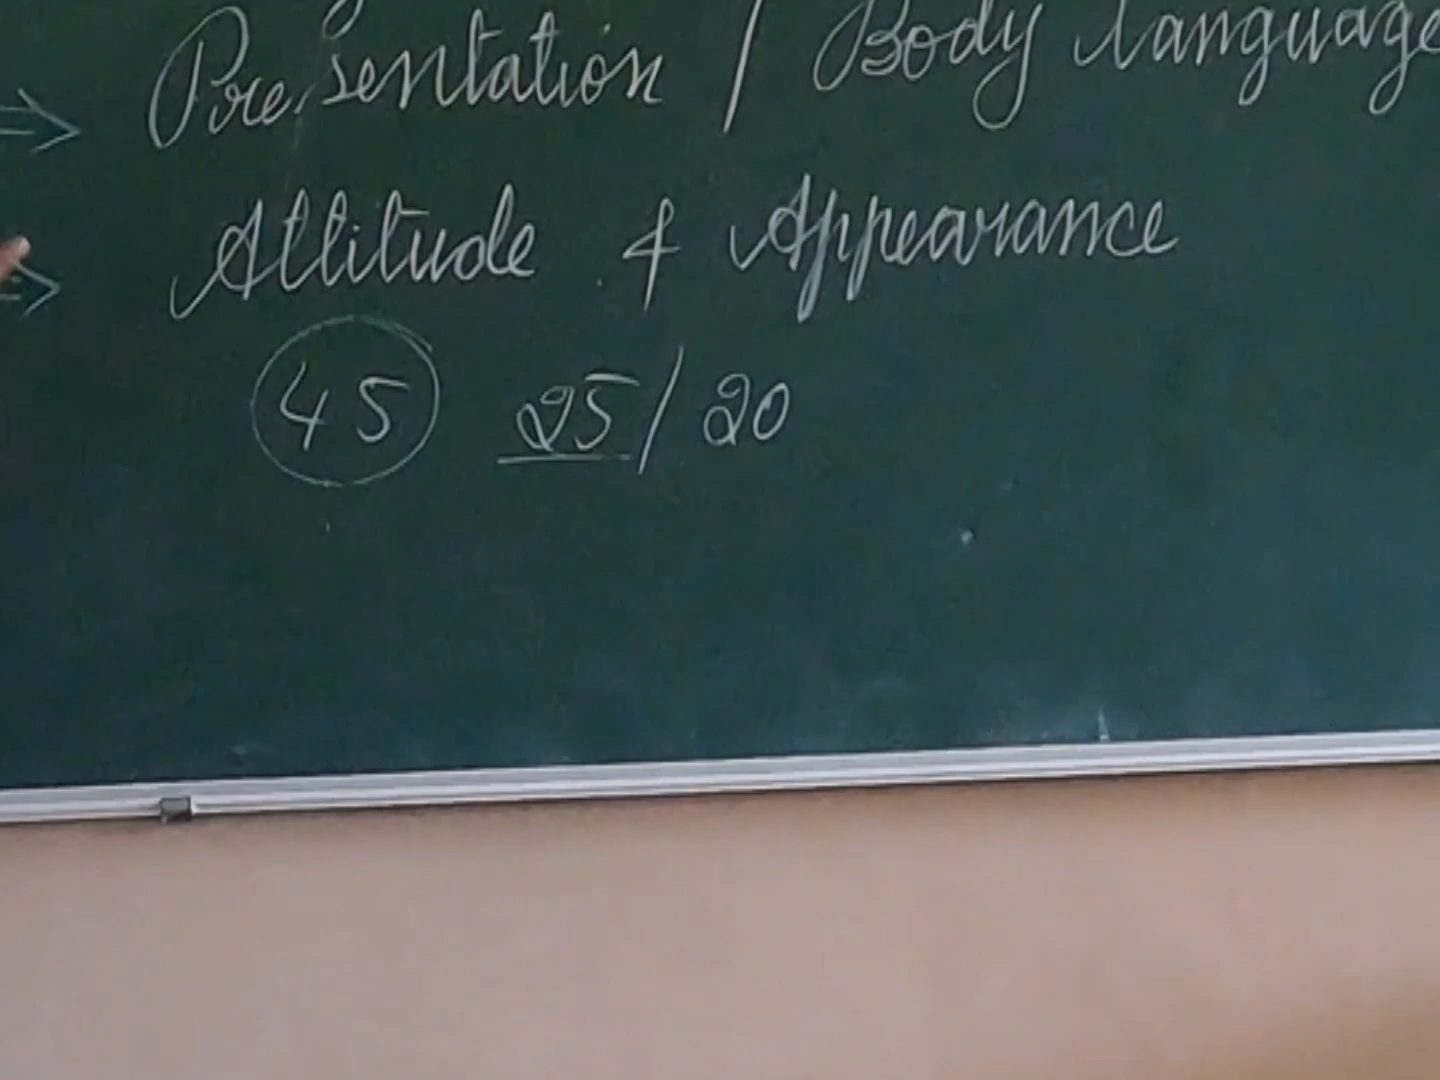 ⇒ Presentation / Body language
⇒ Attitude & Appearance
45 25/20